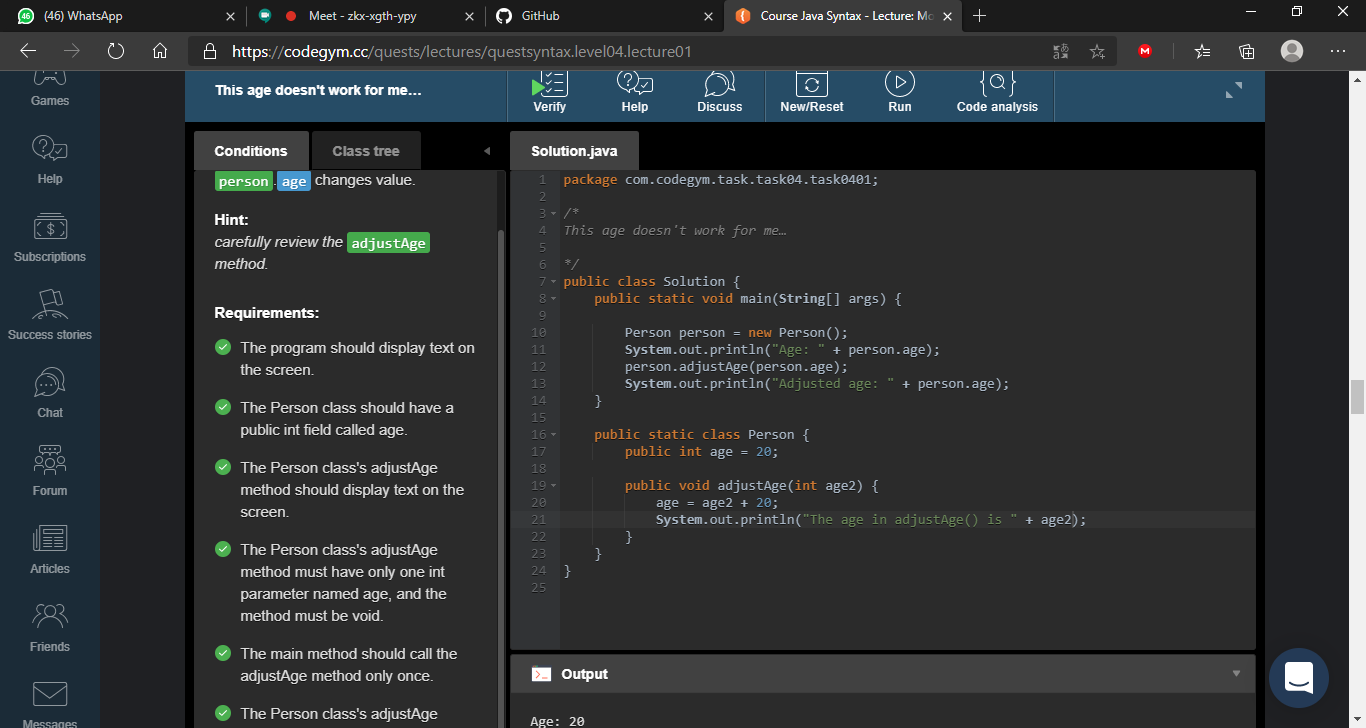 (46) WhatsApp
Meet - zkx-xgth-ypy
GitHub
Course Java Syntax - Lecture: Mo
https://codegym.cc/quests/lectures/questsyntax.level04.lecture01
Games
Help
Subscriptions
Success stories
Chat
Forum
Articles
Friends
Messages
This age doesn't work for me...
Verify
Help
Discuss
New/Reset
Run
Code analysis
Conditions
Class tree
person . age changes value.
Hint:
carefully review the adjustAge
method.
Requirements:
The program should display text on
the screen.
The Person class should have a
public int field called age.
The Person class's adjustAge
method should display text on the
screen.
The Person class's adjustAge
method must have only one int
parameter named age, and the
method must be void.
The main method should call the
adjustAge method only once.
The Person class's adjustAge
Solution.java
1 package com.codegym.task.task04.task0401;
2
3 /*
4 This age doesn't work for me…
5
6 */
7 public class Solution {
8 public static void main(String[] args) {
9
10 Person person = new Person();
11 System.out.println("Age: " + person.age);
12 person.adjustAge(person.age);
13 System.out.println("Adjusted age: " + person.age);
14 }
15
16 public static class Person {
17 public int age = 20;
18
19 public void adjustAge(int age2) {
20 age = age2 + 20;
21 System.out.println("The age in adjustAge() is " + age2);
22 }
23 }
24 }
25
Output
Age: 20